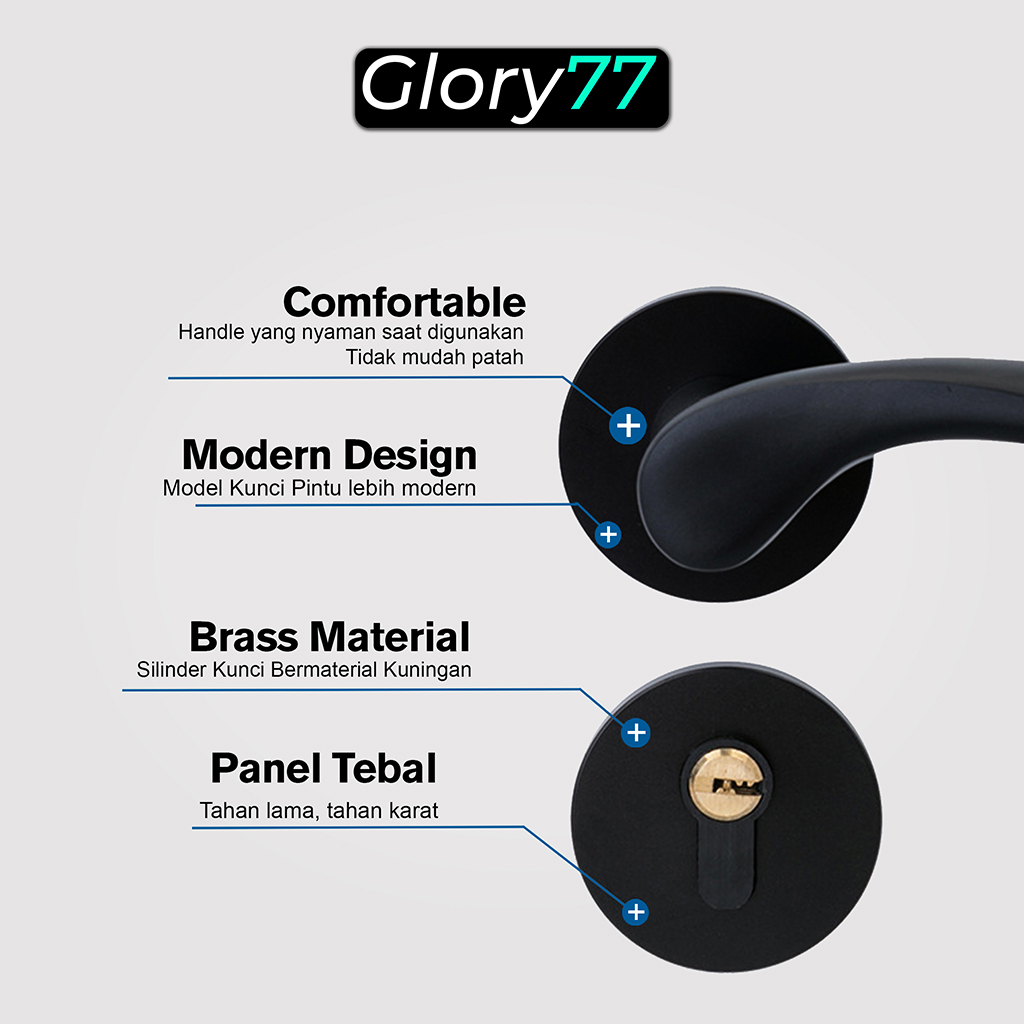 Glory77
Comfortable
Handle yang nyaman saat digunakan
Tidak mudah patah
Modern Design
Model Kunci Pintu lebih modern
Brass Material
Silinder Kunci Bermaterial Kuningan
Panel Tebal
Tahan lama, tahan karat